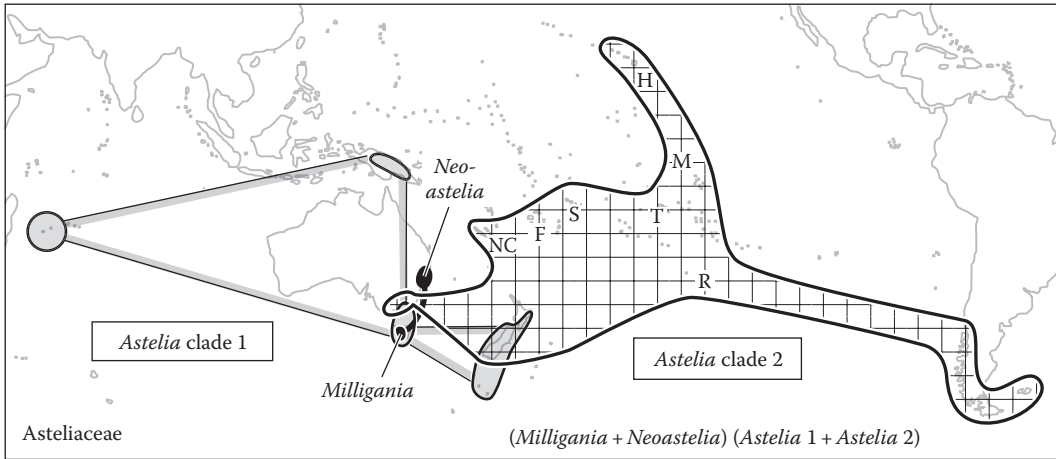 H
M
Neo-
astelia
S
T
F
NC
R
Astelia clade 1
Astelia clade 2
Milligania
Asteliaceae
(Milligania + Neoastelia) (Astelia 1 + Astelia 2)